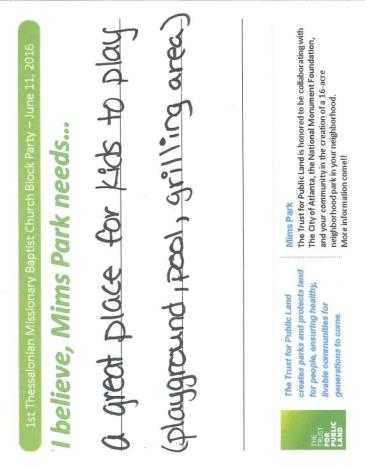 1st Thessalonian Missionary Baptist Church Block Party – June 11, 2016
I believe, Mims Park needs...
a great place for kids to play
(playground, pool, grilling area)
THE
TRUST
FOR
PUBLIC
LAND
The Trust for Public Land
creates parks and protects land
for people, ensuring healthy,
livable communities for
generations to come.
Mims Park
The Trust for Public Land is honored to be collaborating with
The City of Atlanta, the National Monument Foundation,
and your community in the creation of a 16-acre
neighborhood park in your neighborhood.
More information come!!